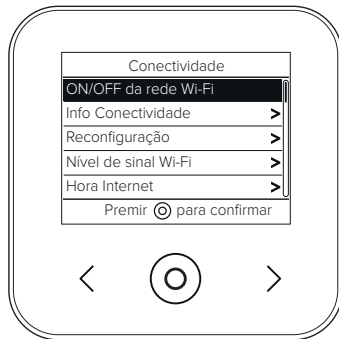 Conectividade
ON/OFF da rede Wi-Fi
Info Conectividade >
Reconfiguração >
Nível de sinal Wi-Fi >
Hora Internet >
Premir ◎ para confirmar